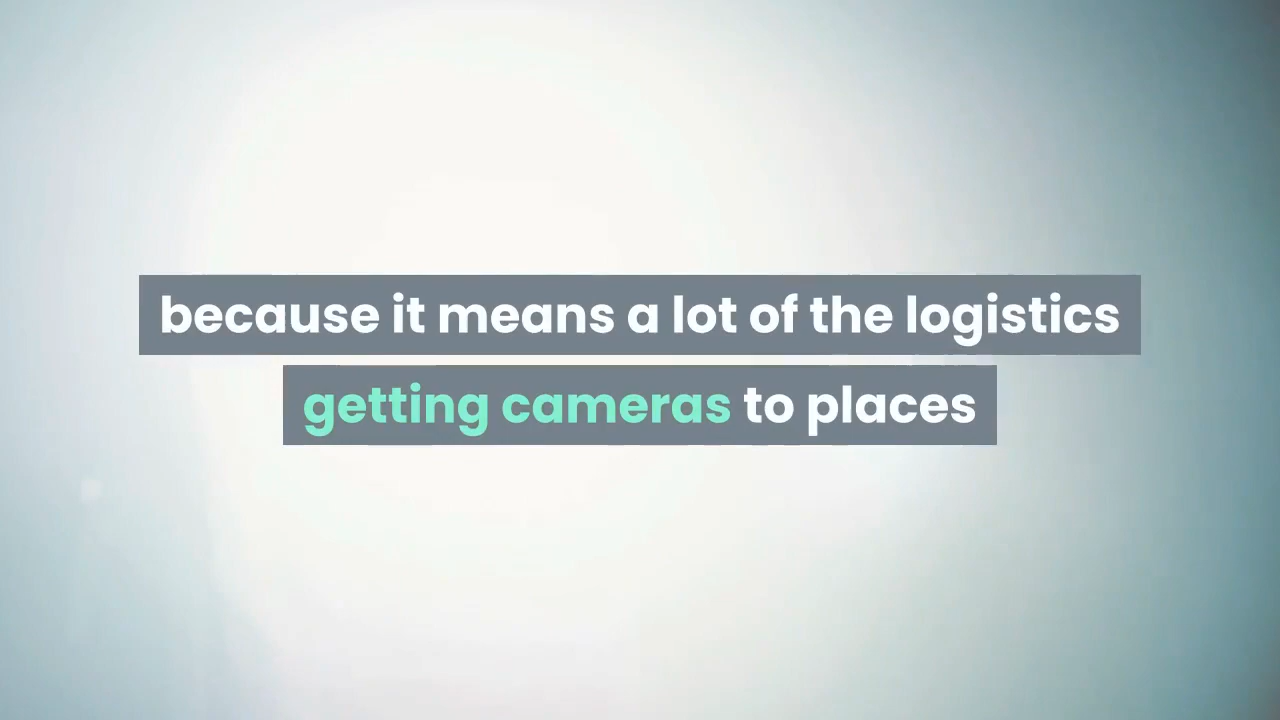 because it means a lot of the logistics
getting cameras to places